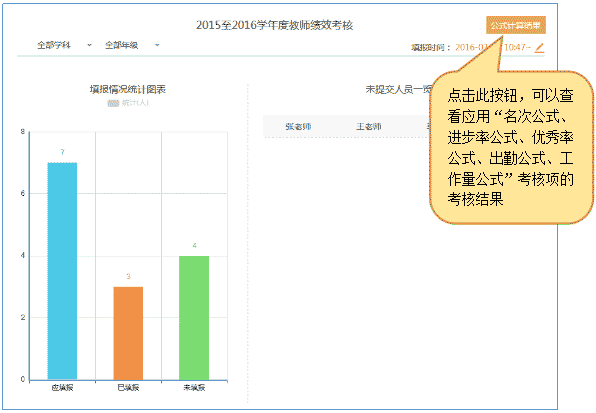 2015至2016学年度教师绩效考核
公式计算结果
全部学科 全部年级
填报时间： 2016-01 10:47~
填报情况统计图表
统计(人)
未提交人员一览
张老师 王老师
点击此按钮，可以查
看应用“名次公式、
进步率公式、优秀率
公式、出勤公式、工
作量公式”考核项的
考核结果
8
7
6
4
4
3
2
0
应填报 已填报 未填报